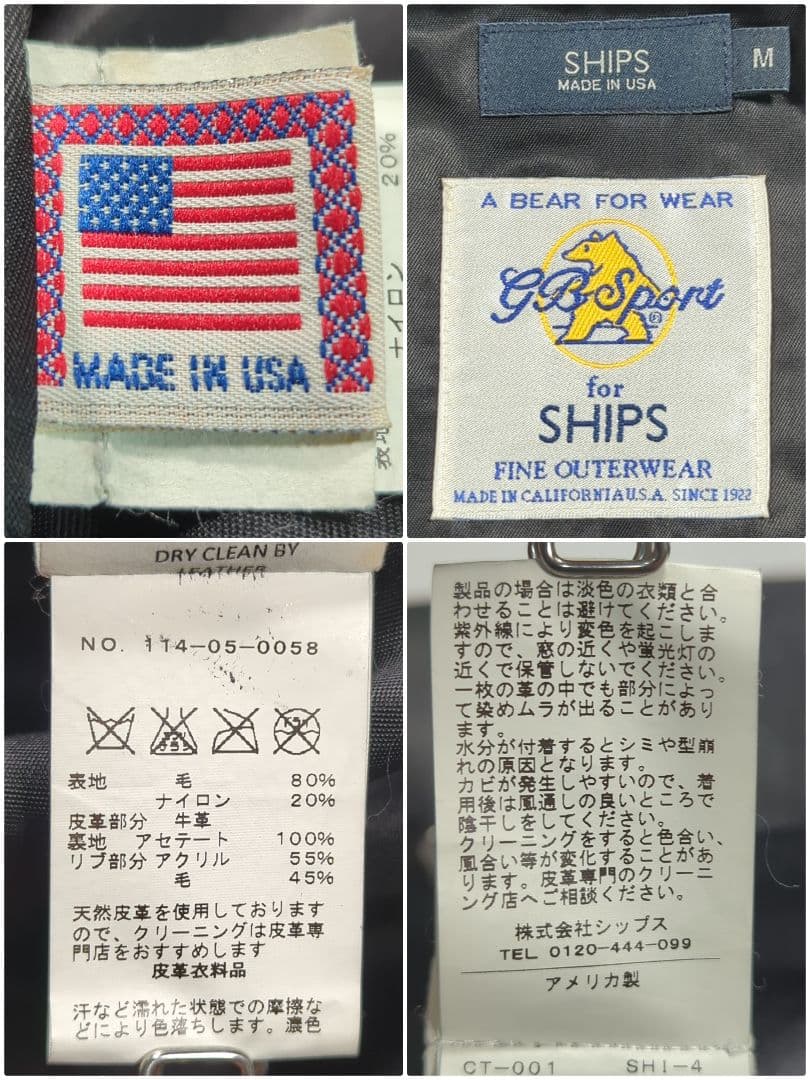 MADE IN USA
20%
ナイロン
表地
SHIPS
MADE IN USA
M
A BEAR FOR WEAR
GB Sport
®
for
SHIPS
FINE OUTERWEAR
MADE IN CALIFORNIA U.S.A. SINCE 1922
DRY CLEAN BY
LEATHER
NO. 114-05-0058
表地 毛 80%
ナイロン 20%
皮革部分 牛革
裏地 アセテート 100%
リブ部分 アクリル 55%
毛 45%
天然皮革を使用しております
ので、クリーニングは皮革専
門店をおすすめします
皮革衣料品
汗など濡れた状態での摩擦な
どにより色落ちします。濃色
製品の場合は淡色の衣類と合
わせることは避けてください。
紫外線により変色を起こしま
すので、窓の近くや蛍光灯の
近くで保管しないでください。
一枚の革の中でも部分によっ
て染めムラが出ることがあり
ます。
水分が付着するとシミや型崩
れの原因となります。
カビが発生しやすいので、着
用後は風通しの良いところで
陰干しをしてください。
クリーニングをすると色合い、
風合い等が変化することがあ
ります。皮革専門のクリーニ
ング店へご相談ください。
株式会社シップス
TEL 0120-444-099
アメリカ製
CT-001 SHI-4